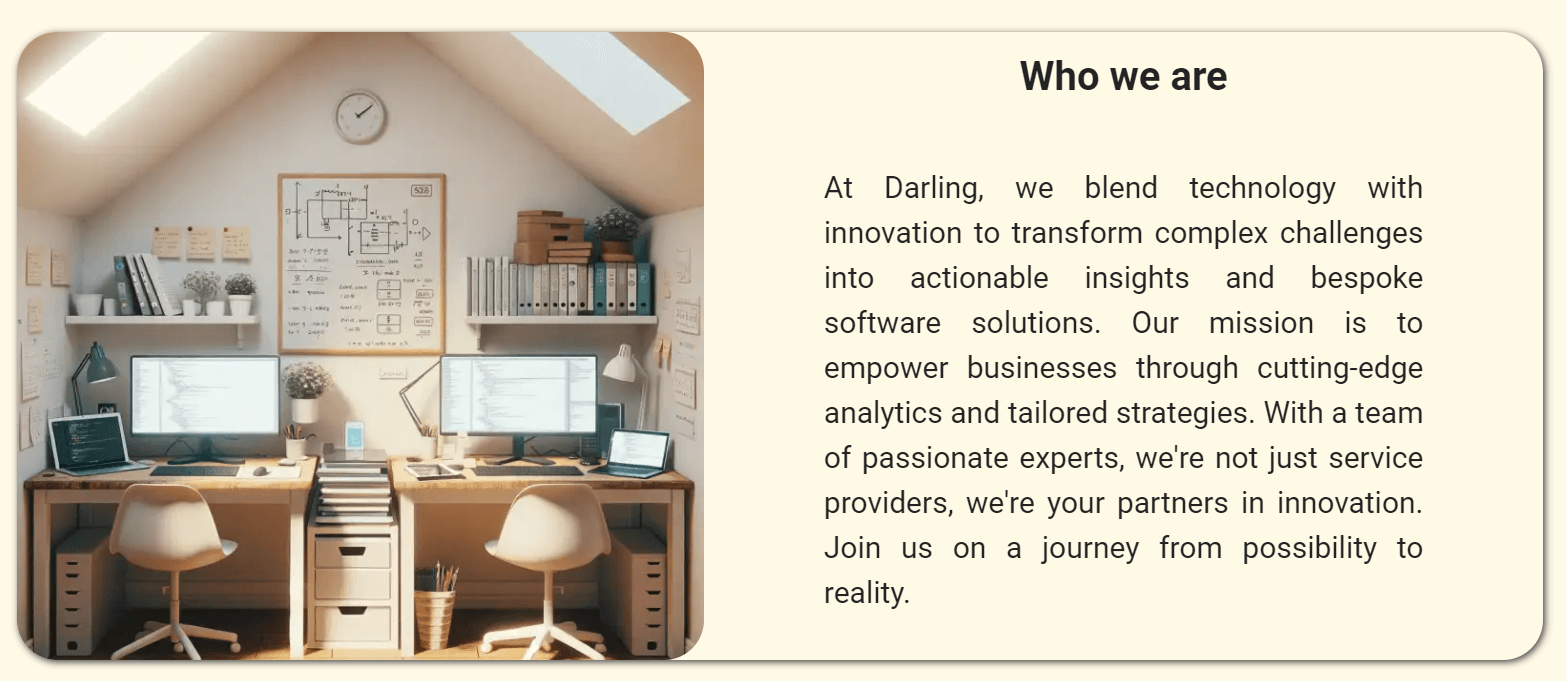 Who we are
At Darling, we blend technology with
innovation to transform complex challenges
into actionable insights and bespoke
software solutions. Our mission is to
empower businesses through cutting-edge
analytics and tailored strategies. With a team
of passionate experts, we're not just service
providers, we're your partners in innovation.
Join us on a journey from possibility to
reality.